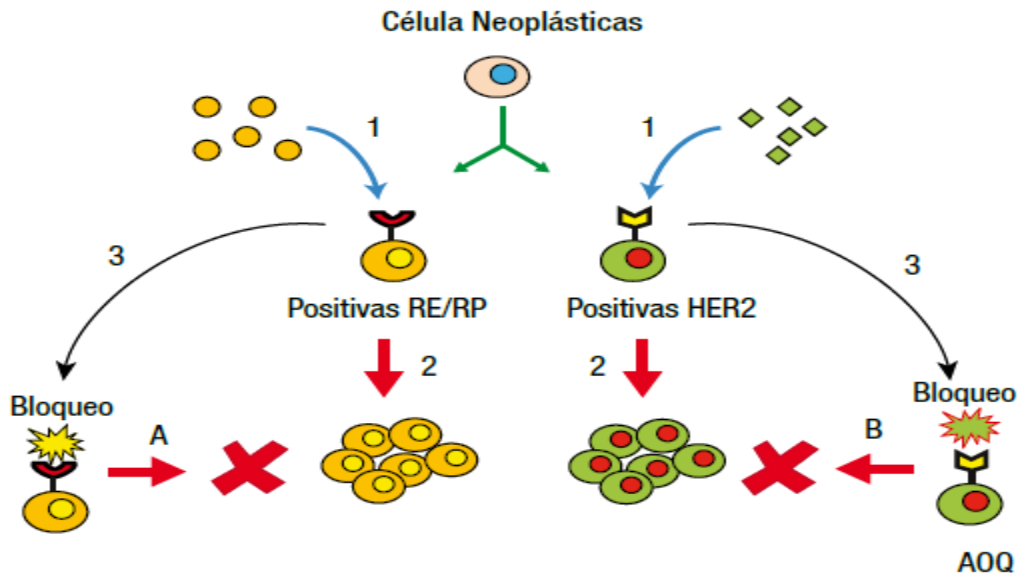 Célula Neoplásticas
1
1
3
3
Positivas RE/RP
Positivas HER2
2
2
Bloqueo
Bloqueo
A
B
AOQ